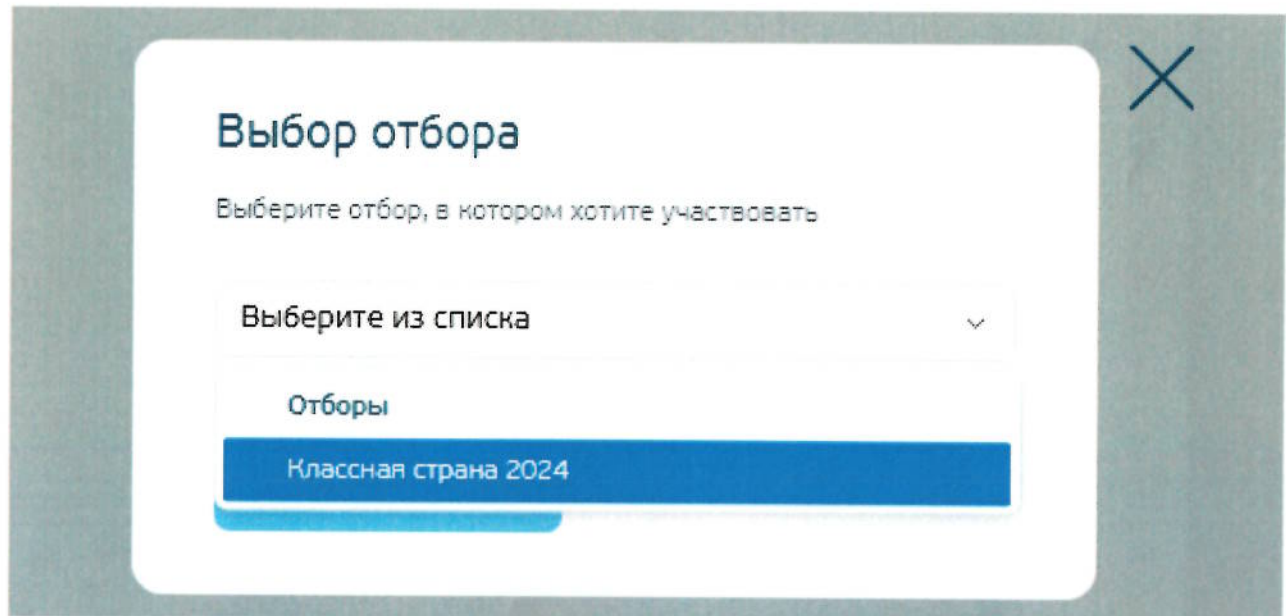 Выбор отбора
Выберите отбор, в котором хотите участвовать
Выберите из списка
Отборы
Классная страна 2024